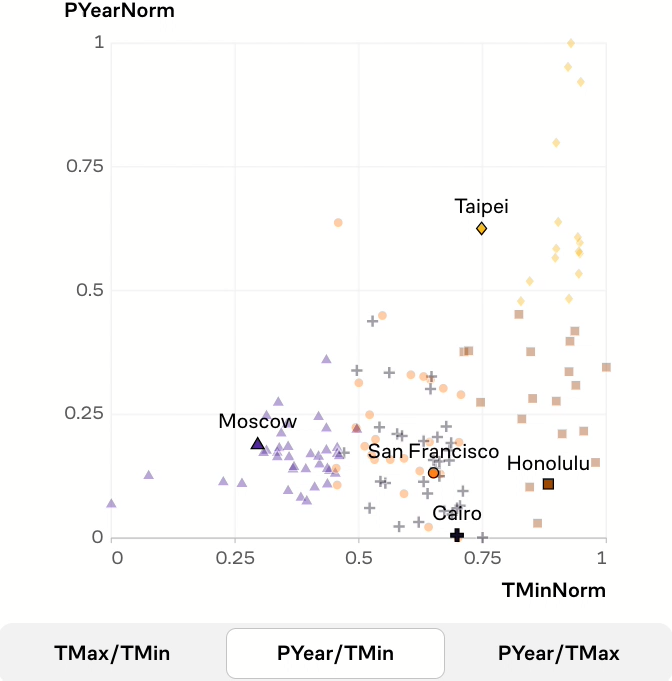 PYearNorm
1
0.75
Taipei
0.5
0.25
Moscow
San Francisco
Honolulu
Cairo
0
0 0.25 0.5 0.75 1
TMinNorm
TMax/TMin PYear/TMin PYear/TMax